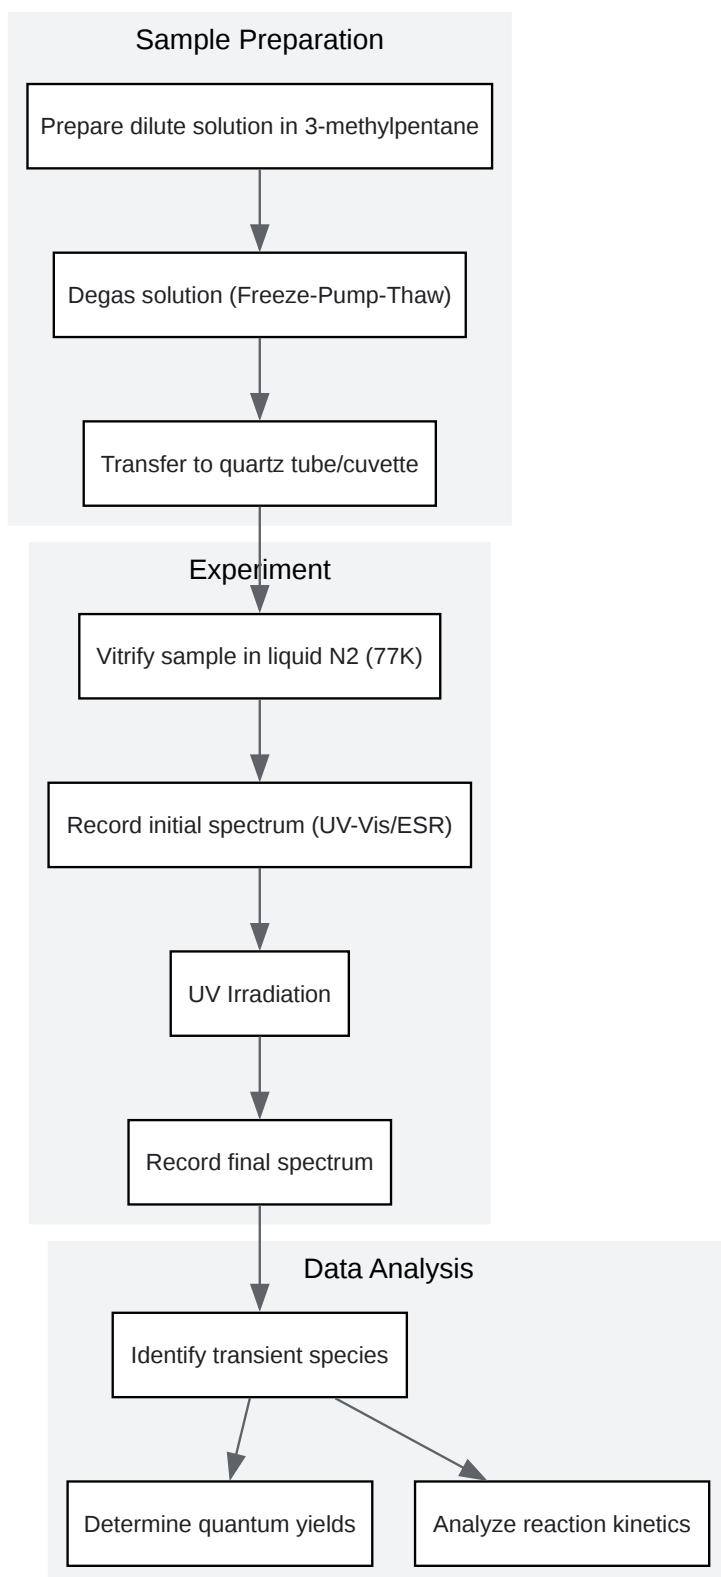 Sample Preparation
Prepare dilute solution in 3-methylpentane
Degas solution (Freeze-Pump-Thaw)
Transfer to quartz tube/cuvette
Experiment
Vitrify sample in liquid N2 (77K)
Record initial spectrum (UV-Vis/ESR)
UV Irradiation
Record final spectrum
Data Analysis
Identify transient species
Determine quantum yields
Analyze reaction kinetics